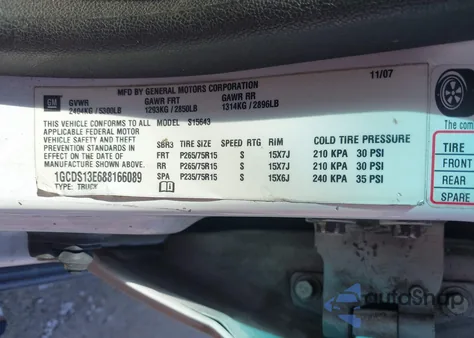 MFD BY GENERAL MOTORS CORPORATION
11/07
GM
GVWR GAWR FRT GAWR RR
2404KG / 5300LB 1293KG / 2850LB 1314KG / 2896LB
THIS VEHICLE CONFORMS TO ALL MODEL S15643
APPLICABLE FEDERAL MOTOR
VEHICLE SAFETY AND THEFT
PREVENTION STANDARDS IN
EFFECT ON THE DATE OF
MANUFACTURE SHOWN ABOVE.
1GCDS13E688166089
TYPE: TRUCK
SBR3 TIRE SIZE SPEED RTG RIM COLD TIRE PRESSURE
FRT P265/75R15 S 15X7J 210 KPA 30 PSI
RR P265/75R15 S 15X7J 210 KPA 30 PSI
SPA P235/75R15 S 15X6J 240 KPA 35 PSI
The com
TIRE
FRONT
REAR
SPARE
autoSnap